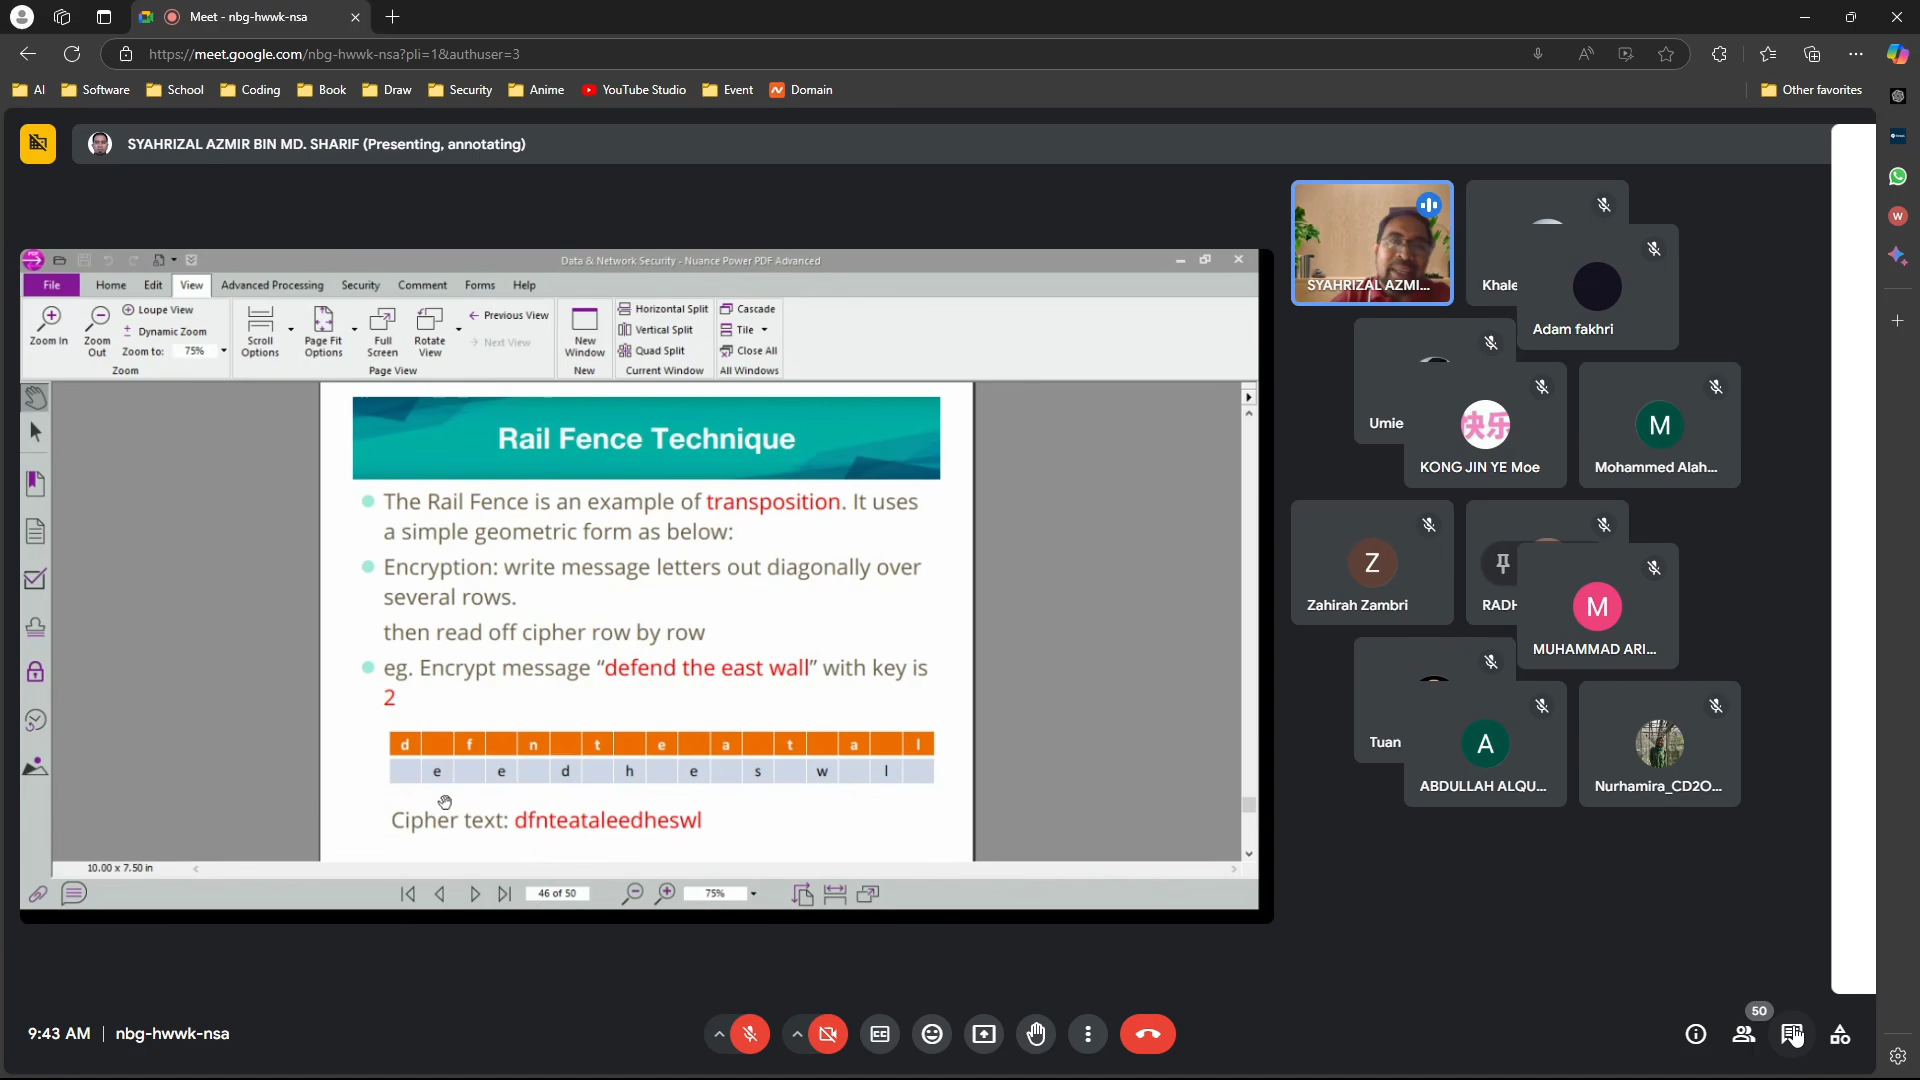 Meet - nbg-hwwk-nsa
https://meet.google.com/nbg-hwwk-nsa?pli=1&authuser=3
AI
Software
School
Coding
Book
Draw
Security
Anime
YouTube Studio
Event
Domain
Other favorites
SYAHRIZAL AZMIR BIN MD. SHARIF (Presenting, annotating)
Data & Network Security - Nuance Power PDF Advanced
File
Home
Edit
View
Advanced Processing
Security
Comment
Forms
Help
Zoom In
Zoom Out
Loupe View
Dynamic Zoom
Zoom to: 75%
Zoom
Scroll Options
Page Fit Options
Full Screen
Rotate View
Previous View
Next View
Page View
New Window
New
Horizontal Split
Vertical Split
Quad Split
Current Window
Cascade
Tile
Close All
All Windows
Rail Fence Technique
The Rail Fence is an example of transposition. It uses
a simple geometric form as below:
Encryption: write message letters out diagonally over
several rows.
then read off cipher row by row
eg. Encrypt message “defend the east wall” with key is
2
d f n t e a t a l
e e d h e s w l
Cipher text: dfnteataleedheswl
10.00 x 7.50 in
46 of 50
75%
SYAHRIZAL AZMI...
Khale
Adam fakhri
Umie
快乐
KONG JIN YE Moe
M
Mohammed Alah...
Z
Zahirah Zambri
RADH
M
MUHAMMAD ARI...
Tuan
A
ABDULLAH ALQU...
Nurhamira_CD2O...
9:43 AM | nbg-hwwk-nsa
50